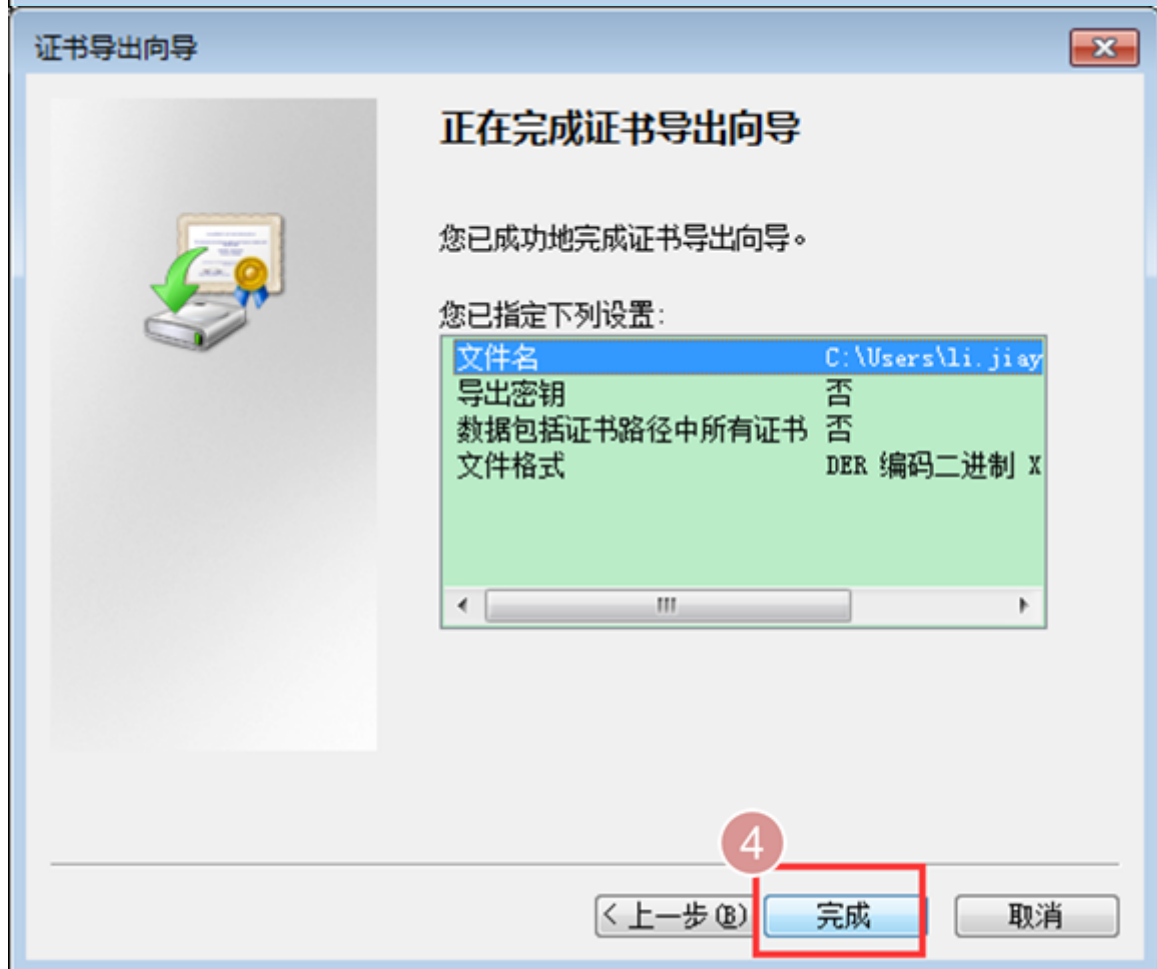 证书导出向导
正在完成证书导出向导
您已成功地完成证书导出向导。
您已指定下列设置:
文件名 C:\Users\li.jiay
导出密钥 否
数据包括证书路径中所有证书 否
文件格式 DER 编码二进制 X
4
< 上一步(B) 完成 取消